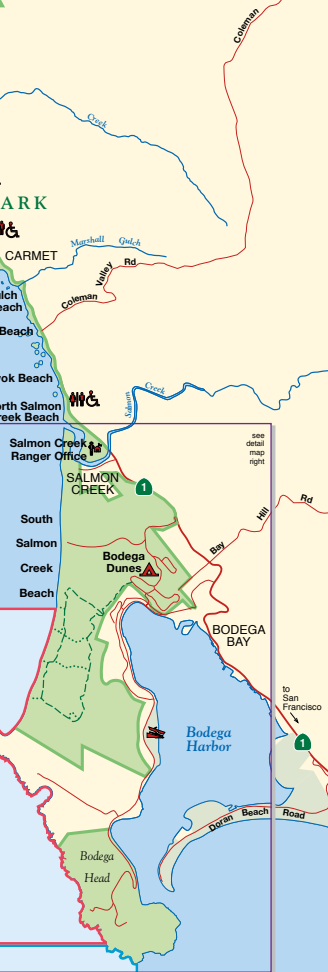 Coleman
Creek
ARK
Marshall Gulch
CARMET
Valley
Rd
Coleman
ulch
each
Beach
ok Beach
rth Salmon
reek Beach
Salmon
Creek
Salmon Creek
Ranger Office
see
detail
map
right
SALMON
CREEK
1
South
Salmon
Creek
Beach
Bodega
Dunes
Bay
Hill
Rd
BODEGA
BAY
to
San
Francisco
1
Bodega
Harbor
Doran Beach Road
Bodega
Head